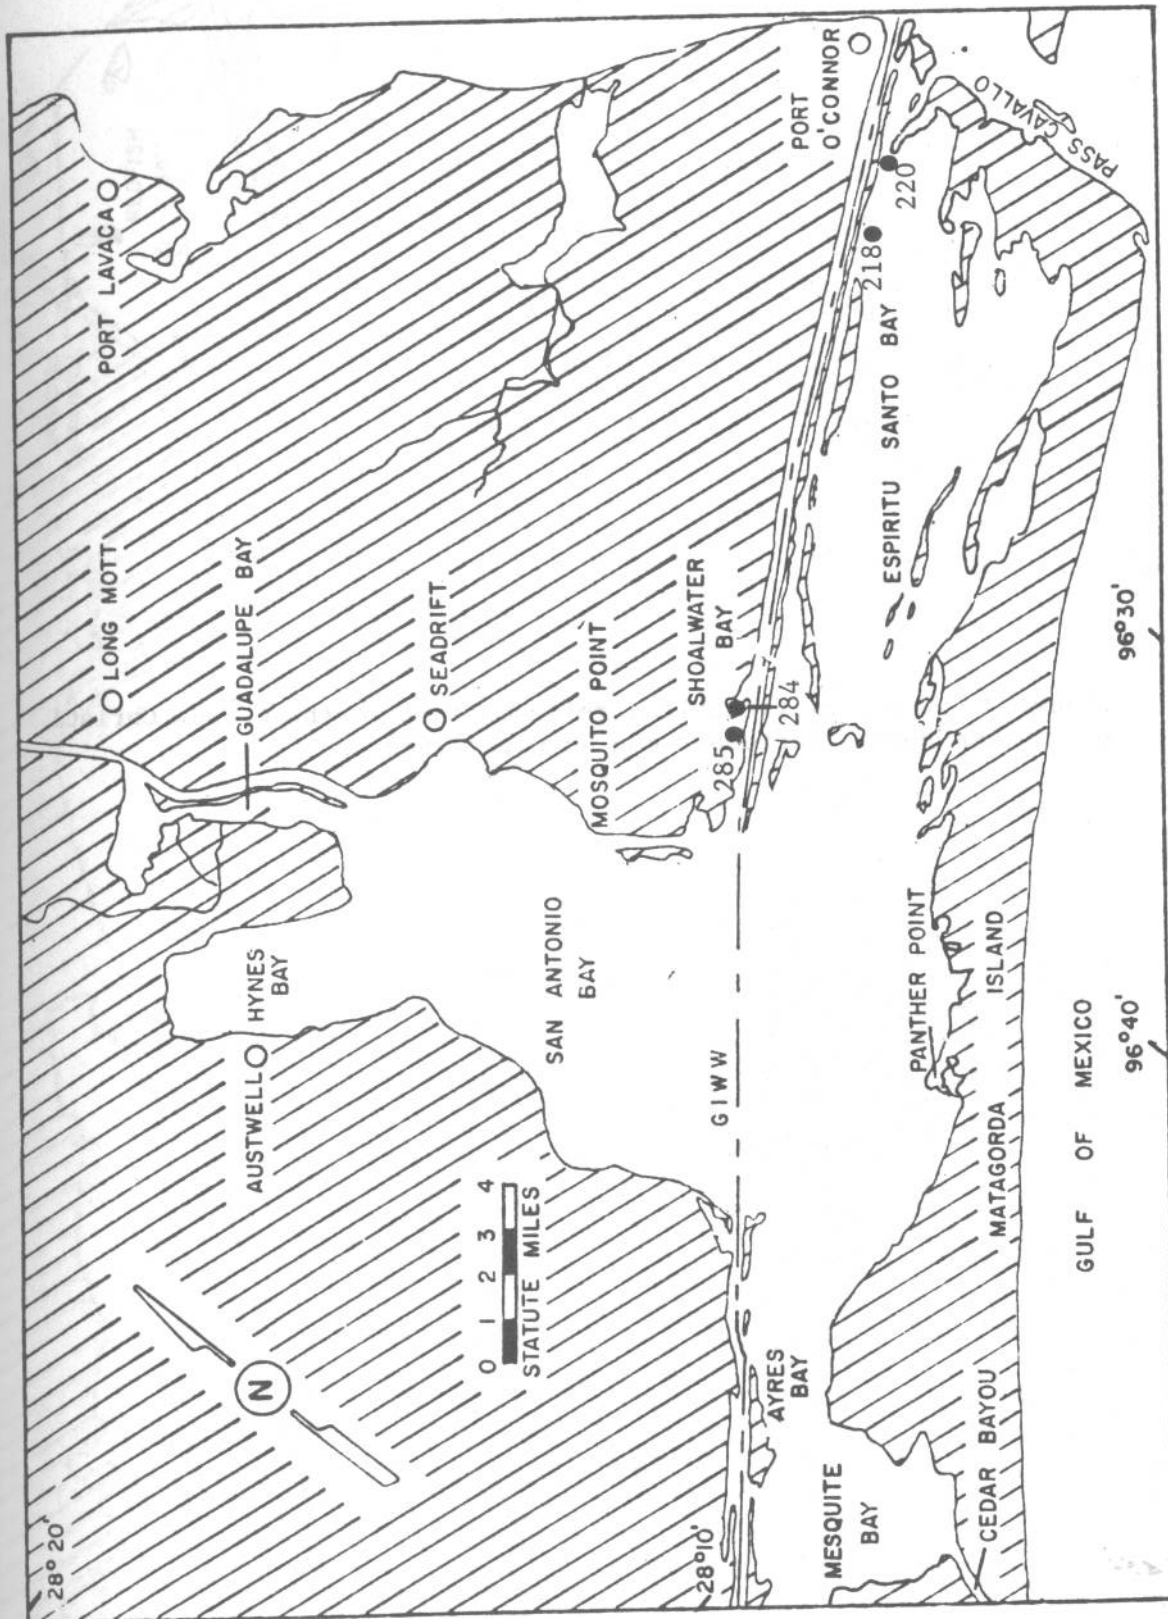 28° 20'
28°10'
96°40'
96°30'
PORT LAVACA
PORT
O'CONNOR
PASS CAVALLO
220
218
LONG MOTT
GUADALUPE BAY
SEADRIFT
MOSQUITO POINT
SHOALWATER
BAY
284
285
ESPIRITU SANTO BAY
AUSTWELL
HYNES
BAY
SAN ANTONIO
BAY
GIWW
PANTHER POINT
MATAGORDA ISLAND
GULF OF MEXICO
N
0 1 2 3 4
STATUTE MILES
AYRES
BAY
MESQUITE
BAY
CEDAR BAYOU